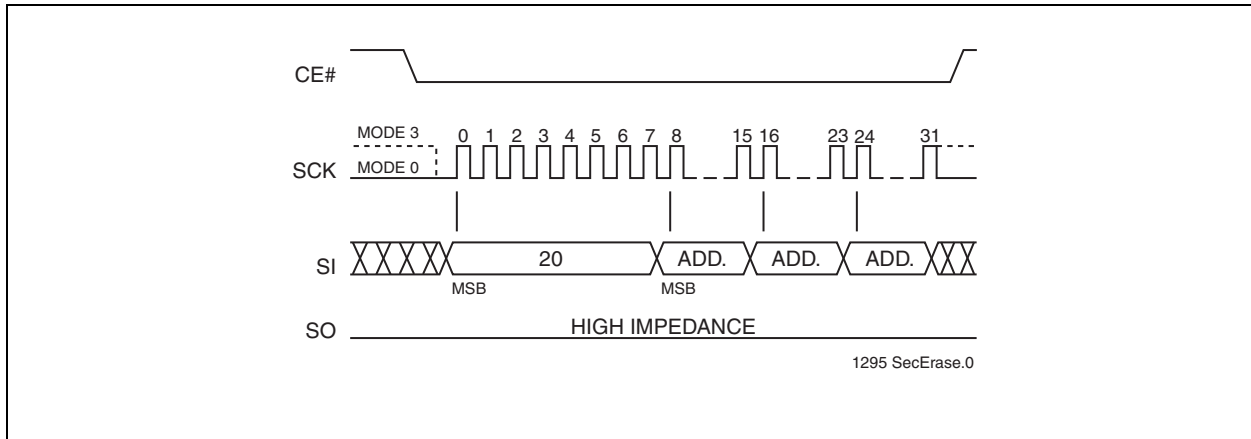 CE#
MODE 3
0 1 2 3 4 5 6 7 8 15 16 23 24 31
SCK
MODE 0
SI
20 ADD. ADD. ADD.
MSB MSB
SO
HIGH IMPEDANCE
1295 SecErase.0